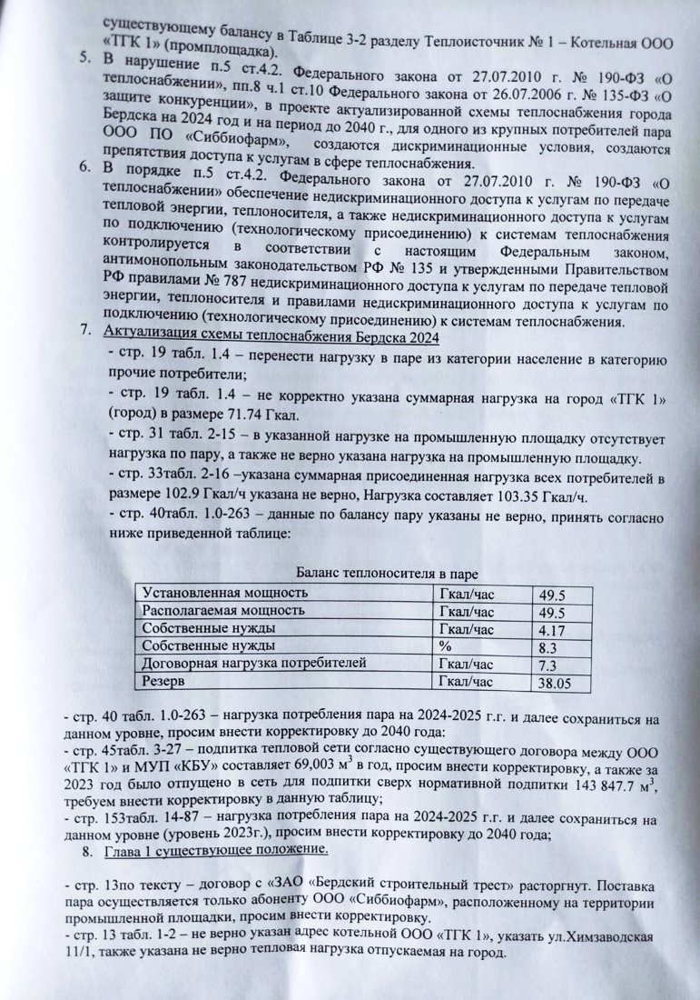 существующему балансу в Таблице 3-2 разделу Теплоисточник № 1 – Котельная ООО
«ТГК 1» (промплощадка).
5. В нарушение п.5 ст.4.2. Федерального закона от 27.07.2010 г. № 190-ФЗ «О
теплоснабжении», пп.8 ч.1 ст.10 Федерального закона от 26.07.2006 г. № 135-ФЗ «О
защите конкуренции», в проекте актуализированной схемы теплоснабжения города
Бердска на 2024 год и на период до 2040 г., для одного из крупных потребителей пара
ООО ПО «Сиббиофарм», создаются дискриминационные условия, создаются
препятствия доступа к услугам в сфере теплоснабжения.
6. В порядке п.5 ст.4.2. Федерального закона от 27.07.2010 г. № 190-ФЗ «О
теплоснабжении» обеспечение недискриминационного доступа к услугам по передаче
тепловой энергии, теплоносителя, а также недискриминационного доступа к услугам
по подключению (технологическому присоединению) к системам теплоснабжения
контролируется в соответствии с настоящим Федеральным законом,
антимонопольным законодательством РФ № 135 и утвержденными Правительством
РФ правилами № 787 недискриминационного доступа к услугам по передаче тепловой
энергии, теплоносителя и правилами недискриминационного доступа к услугам по
подключению (технологическому присоединению) к системам теплоснабжения.
7. Актуализация схемы теплоснабжения Бердска 2024
- стр. 19 табл. 1.4 – перенести нагрузку в паре из категории население в категорию
прочие потребители;
- стр. 19 табл. 1.4 – не корректно указана суммарная нагрузка на город «ТГК 1»
(город) в размере 71.74 Гкал.
- стр. 31 табл. 2-15 – в указанной нагрузке на промышленную площадку отсутствует
нагрузка по пару, а также не верно указана нагрузка на промышленную площадку.
- стр. 33табл. 2-16 –указана суммарная присоединенная нагрузка всех потребителей в
размере 102.9 Гкал/ч указана не верно, Нагрузка составляет 103.35 Гкал/ч.
- стр. 40табл. 1.0-263 – данные по балансу пару указаны не верно, принять согласно
ниже приведенной таблице:
Баланс теплоносителя в паре
Установленная мощность Гкал/час 49.5
Располагаемая мощность Гкал/час 49.5
Собственные нужды Гкал/час 4.17
Собственные нужды % 8.3
Договорная нагрузка потребителей Гкал/час 7.3
Резерв Гкал/час 38.05
- стр. 40 табл. 1.0-263 – нагрузка потребления пара на 2024-2025 г.г. и далее сохраниться на
данном уровне, просим внести корректировку до 2040 года:
- стр. 45табл. 3-27 – подпитка тепловой сети согласно существующего договора между ООО
«ТГК 1» и МУП «КБУ» составляет 69,003 м³ в год, просим внести корректировку, а также за
2023 год было отпущено в сеть для подпитки сверх нормативной подпитки 143 847.7 м³,
требуем внести корректировку в данную таблицу;
- стр. 153табл. 14-87 – нагрузка потребления пара на 2024-2025 г.г. и далее сохраниться на
данном уровне (уровень 2023г.), просим внести корректировку до 2040 года;
8. Глава 1 существующее положение.
- стр. 13по тексту – договор с «ЗАО «Бердский строительный трест» расторгнут. Поставка
пара осуществляется только абоненту ООО «Сиббиофарм», расположенному на территории
промышленной площадки, просим внести корректировку.
- стр. 13 табл. 1-2 – не верно указан адрес котельной ООО «ТГК 1», указать ул.Химзаводская
11/1, также указана не верно тепловая нагрузка отпускаемая на город.